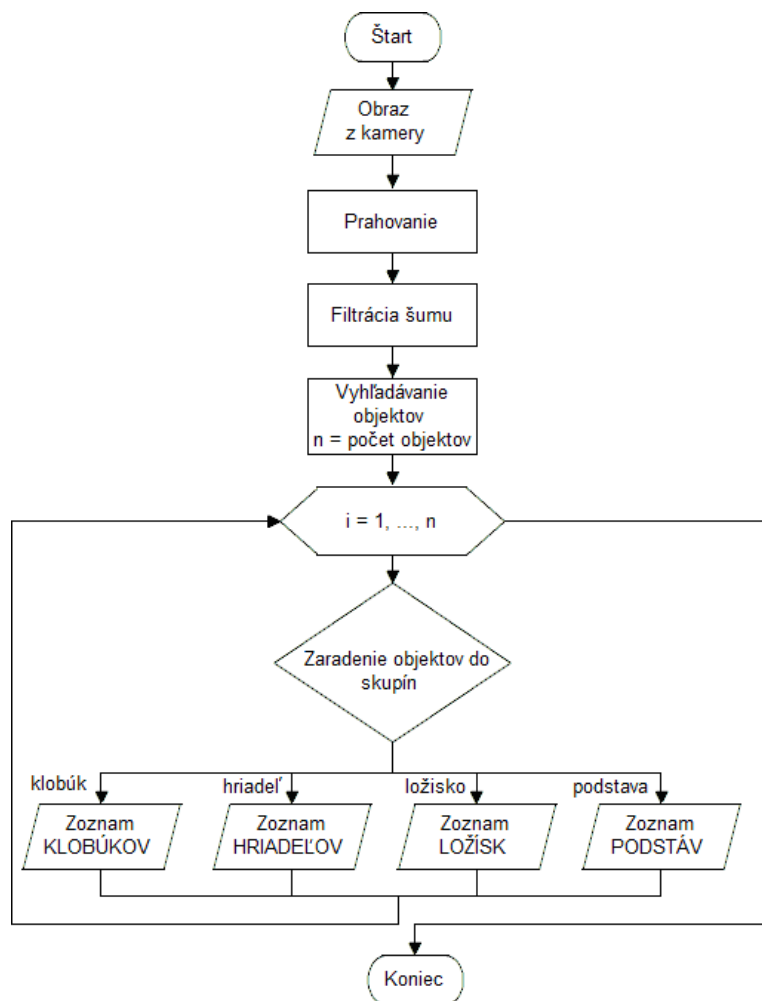 Štart
Obraz
z kamery
Prahovanie
Filtrácia šumu
Vyhľadávanie
objektov
n = počet objektov
i = 1, ..., n
Zaradenie objektov do
skupín
klobúk
hriadeľ
ložisko
podstava
Zoznam
KLOBÚKOV
Zoznam
HRIADEĽOV
Zoznam
LOŽÍSK
Zoznam
PODSTÁV
Koniec